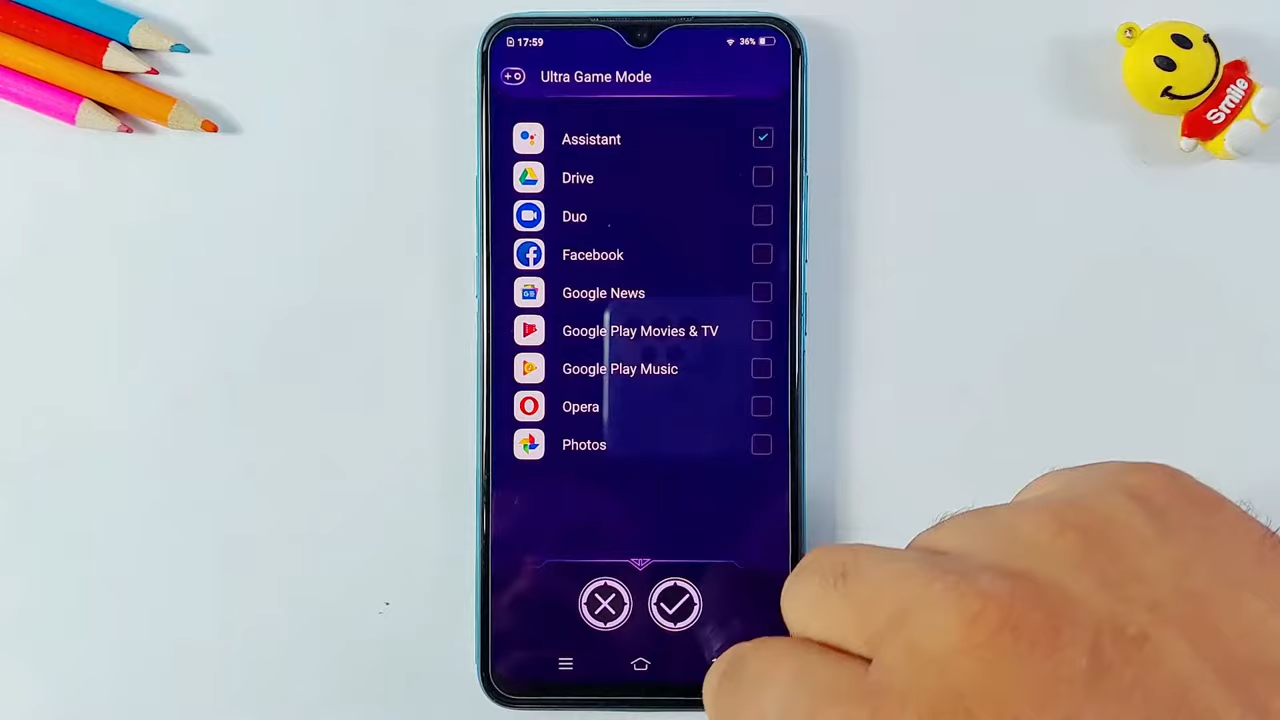 17:59
36%
Ultra Game Mode
Assistant
Drive
Duo
Facebook
Google News
Google Play Movies & TV
Google Play Music
Opera
Photos
Smile